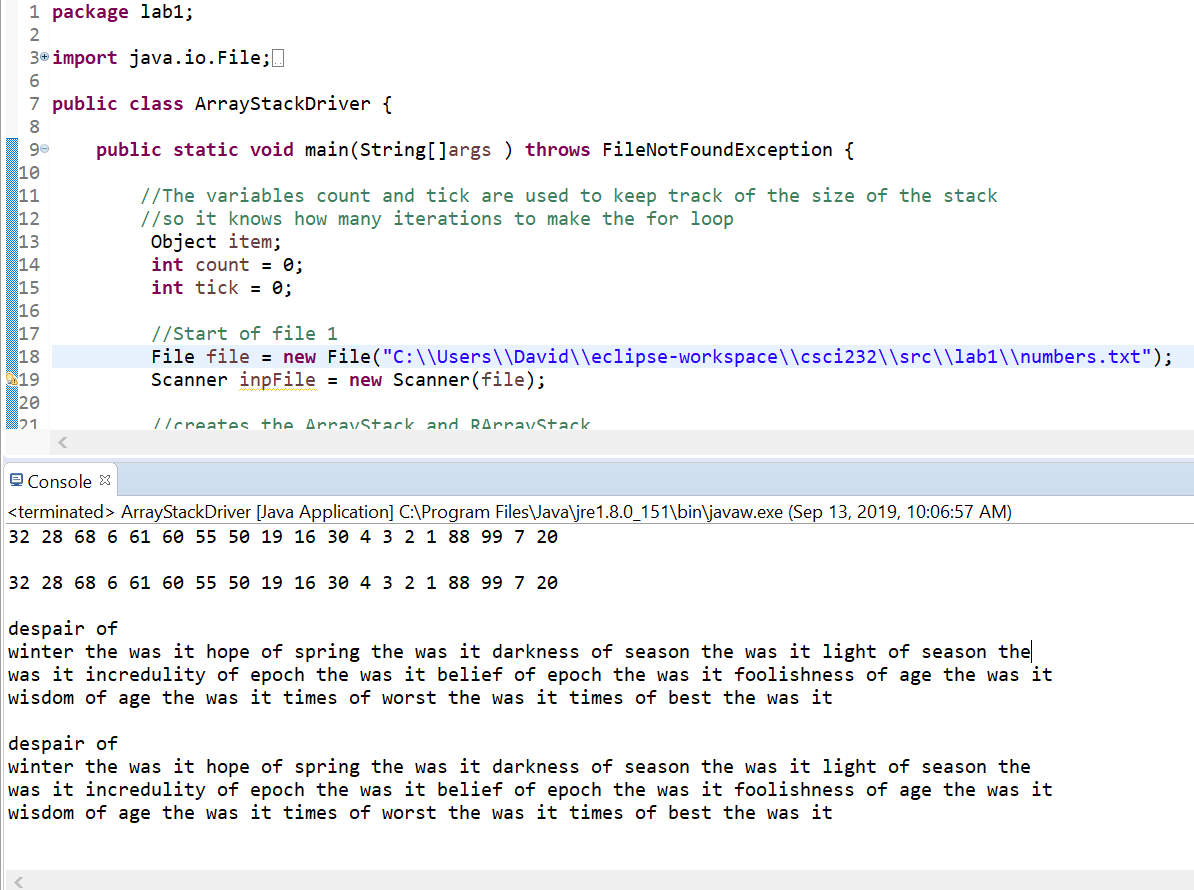 1 package lab1;
2
3 import java.io.File;
6
7 public class ArrayStackDriver {
8
9 public static void main(String[]args ) throws FileNotFoundException {
10
11 //The variables count and tick are used to keep track of the size of the stack
12 //so it knows how many iterations to make the for loop
13 Object item;
14 int count = 0;
15 int tick = 0;
16
17 //Start of file 1
18 File file = new File("C:\\Users\\David\\eclipse-workspace\\csci232\\src\\lab1\\numbers.txt");
19 Scanner inpFile = new Scanner(file);
20
21 //creates the ArrayStack and RArrayStack
Console
<terminated> ArrayStackDriver [Java Application] C:\Program Files\Java\jre1.8.0_151\bin\javaw.exe (Sep 13, 2019, 10:06:57 AM)
32 28 68 6 61 60 55 50 19 16 30 4 3 2 1 88 99 7 20
32 28 68 6 61 60 55 50 19 16 30 4 3 2 1 88 99 7 20
despair of
winter the was it hope of spring the was it darkness of season the was it light of season the
was it incredulity of epoch the was it belief of epoch the was it foolishness of age the was it
wisdom of age the was it times of worst the was it times of best the was it
despair of
winter the was it hope of spring the was it darkness of season the was it light of season the
was it incredulity of epoch the was it belief of epoch the was it foolishness of age the was it
wisdom of age the was it times of worst the was it times of best the was it